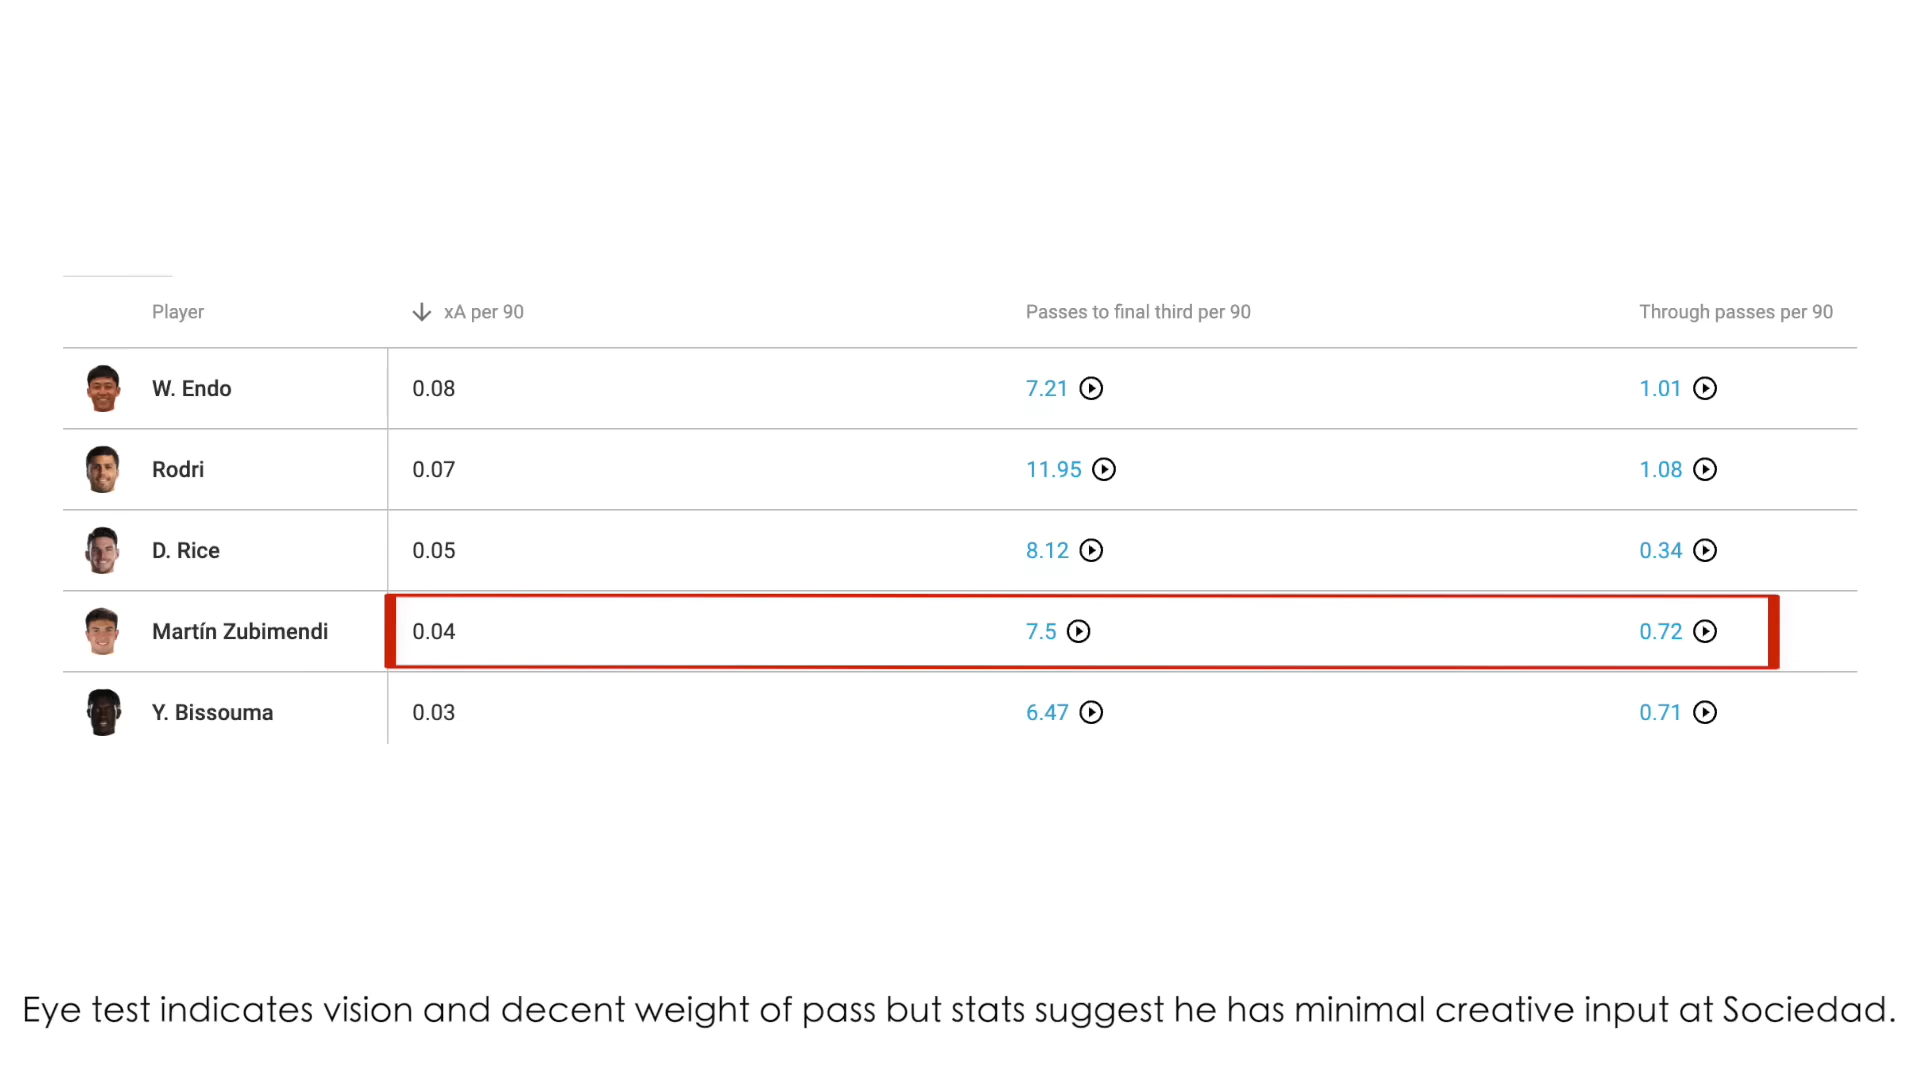 Player xA per 90 Passes to final third per 90 Through passes per 90
W. Endo 0.08 7.21 1.01
Rodri 0.07 11.95 1.08
D. Rice 0.05 8.12 0.34
Martín Zubimendi 0.04 7.5 0.72
Y. Bissouma 0.03 6.47 0.71
Eye test indicates vision and decent weight of pass but stats suggest he has minimal creative input at Sociedad.